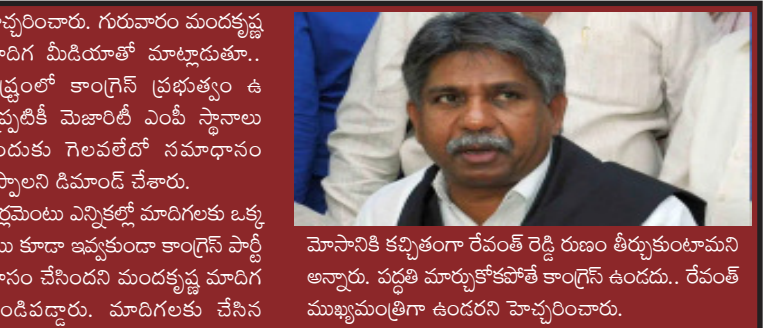 చ్చరించారు. గురువారం మందకృష్ణ
మాదిగ మీడియాతో మాట్లాడుతూ..
ష్ట్రంలో కాంగ్రెస్ ప్రభుత్వం ఉ
ప్పటికీ మెజారిటీ ఎంపీ స్థానాలు
ందుకు గెలవలేదో సమాధానం
ప్పాలని డిమాండ్ చేశారు.
ర్లమెంటు ఎన్నికల్లో మాదిగలకు ఒక్క
టు కూడా ఇవ్వకుండా కాంగ్రెస్ పార్టీ
ోసం చేసిందని మందకృష్ణ మాదిగ
ండిపడ్డారు. మాదిగలకు చేసిన
మోసానికి కచ్చితంగా రేవంత్ రెడ్డి రుణం తీర్చుకుంటామని
అన్నారు. పద్ధతి మార్చుకోకపోతే కాంగ్రెస్ ఉండదు.. రేవంత్
ముఖ్యమంత్రిగా ఉండరని హెచ్చరించారు.